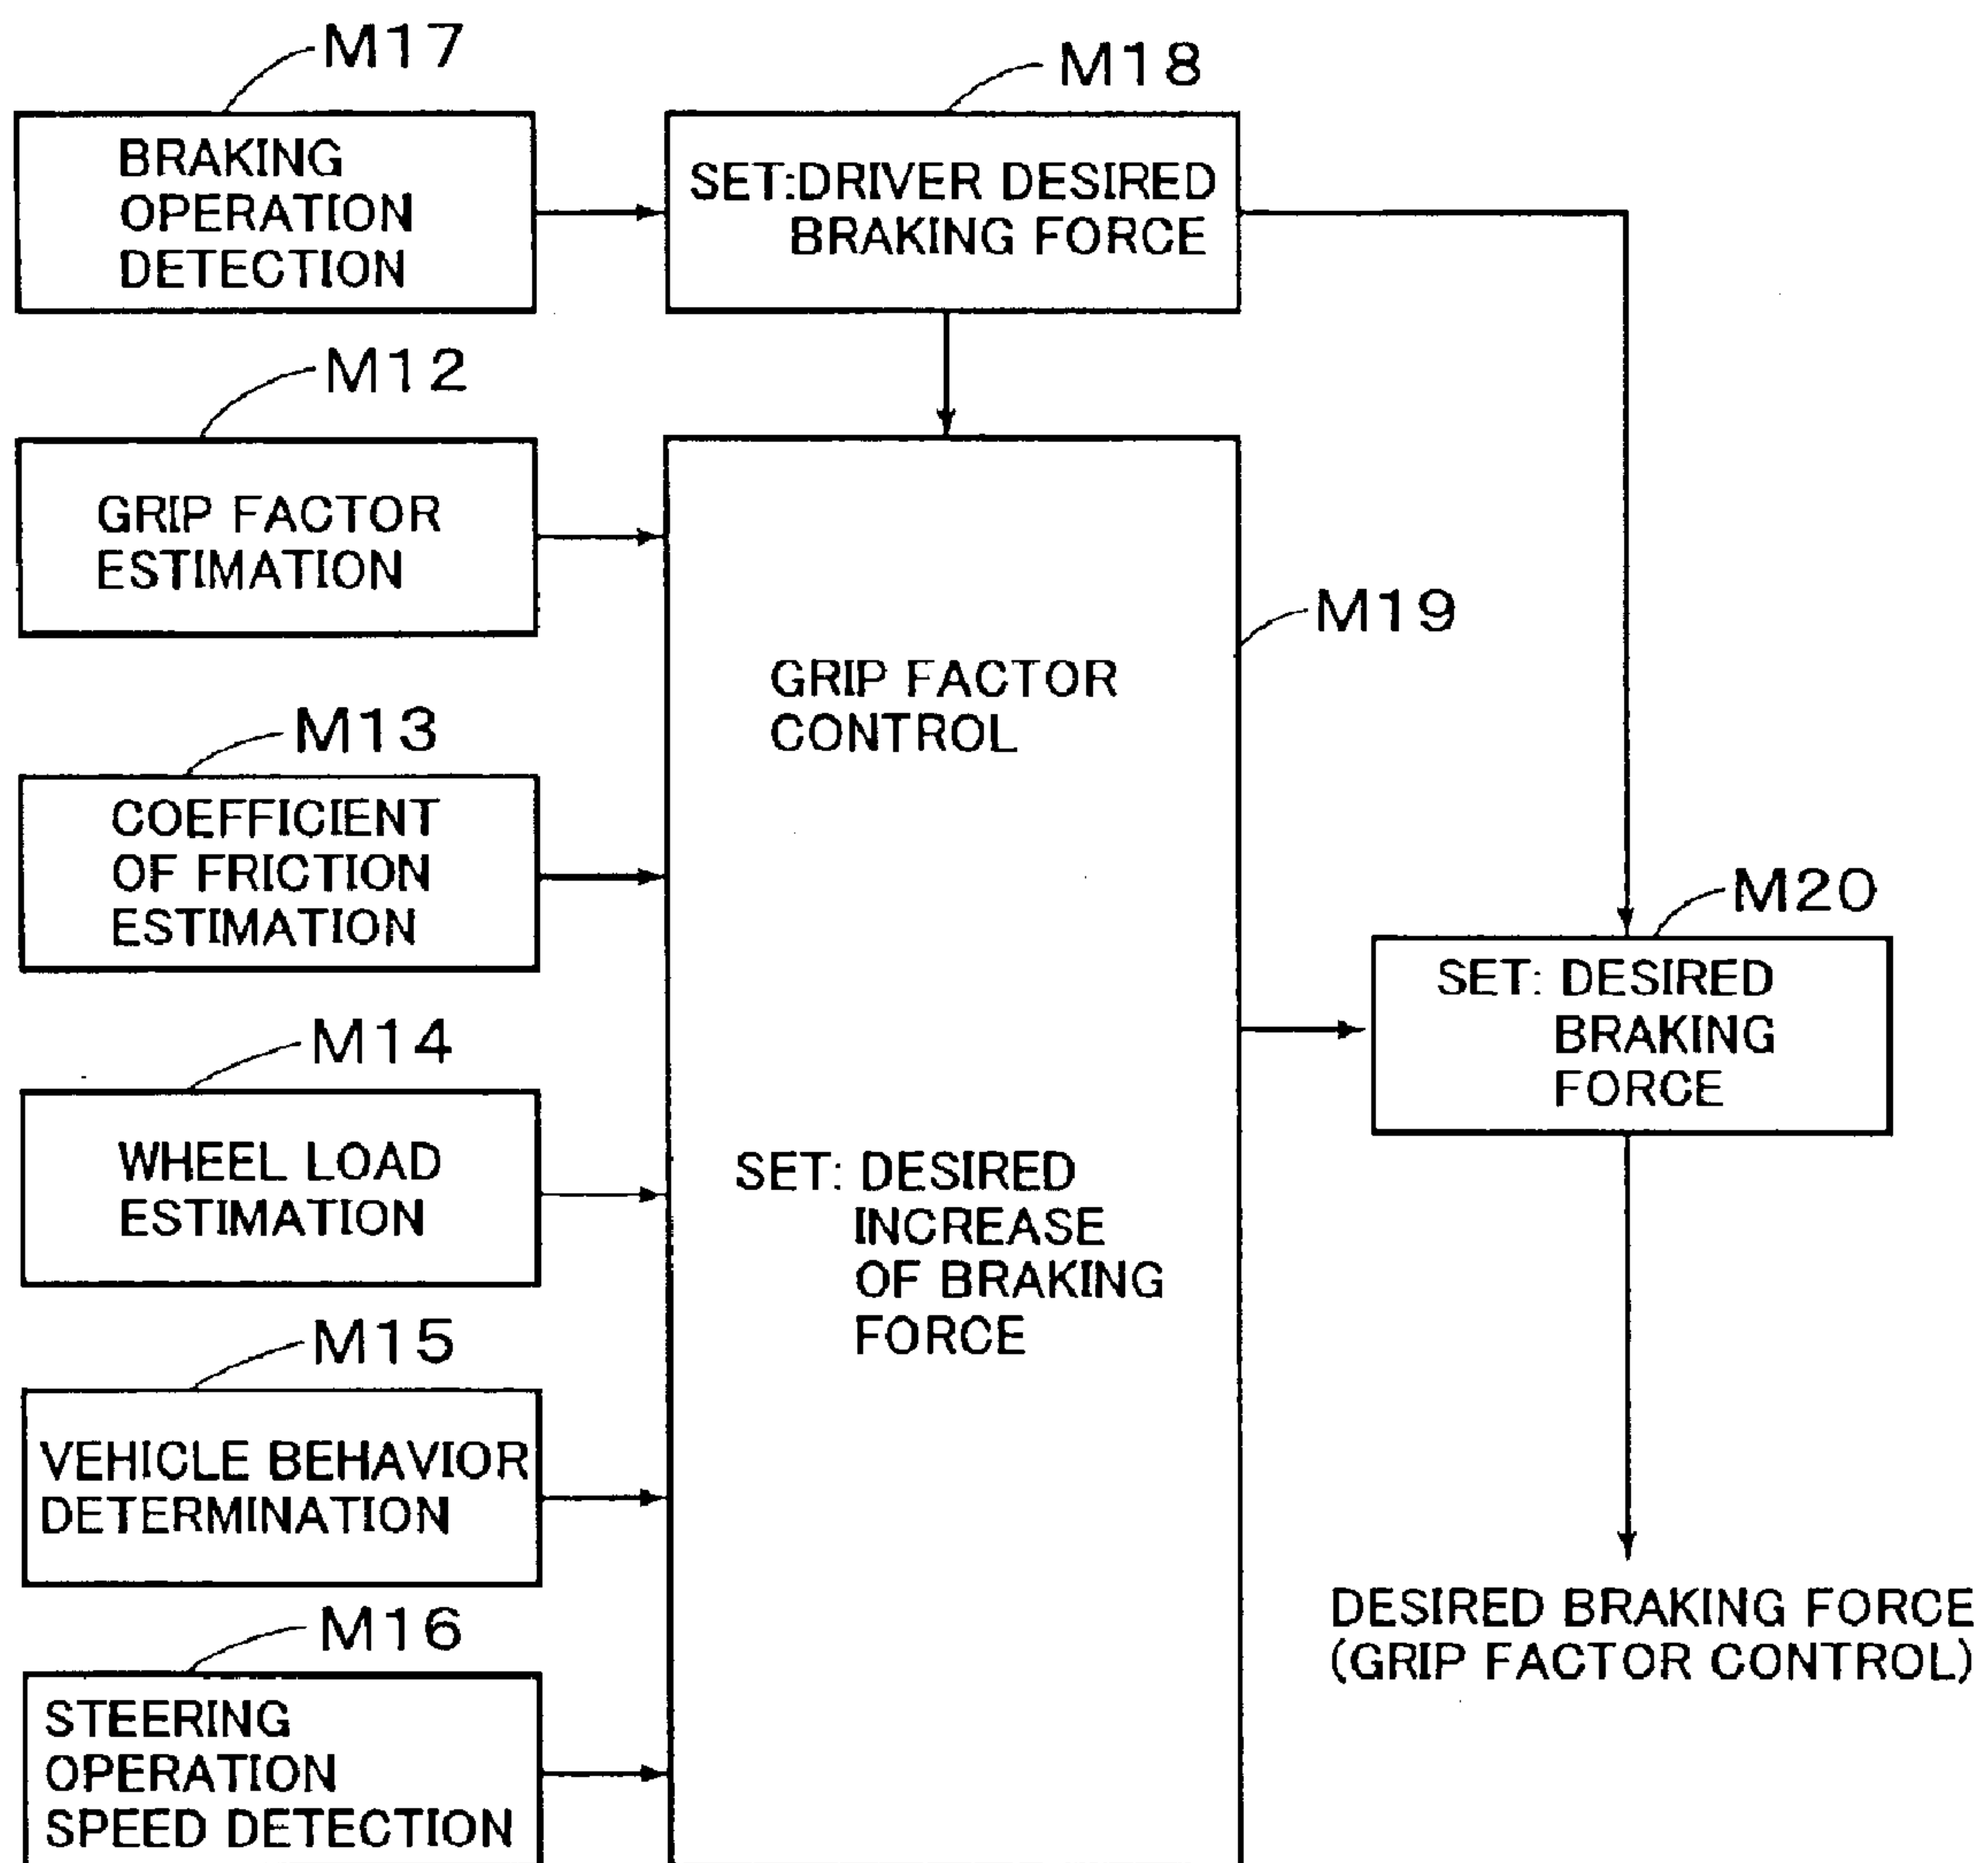 M17
BRAKING
OPERATION
DETECTION
M18
SET:DRIVER DESIRED
BRAKING FORCE
M12
GRIP FACTOR
ESTIMATION
M19
GRIP FACTOR
CONTROL
M13
COEFFICIENT
OF FRICTION
ESTIMATION
M20
SET: DESIRED
BRAKING
FORCE
M14
WHEEL LOAD
ESTIMATION
SET: DESIRED
INCREASE
OF BRAKING
FORCE
M15
VEHICLE BEHAVIOR
DETERMINATION
M16
STEERING
OPERATION
SPEED DETECTION
DESIRED BRAKING FORCE
(GRIP FACTOR CONTROL)